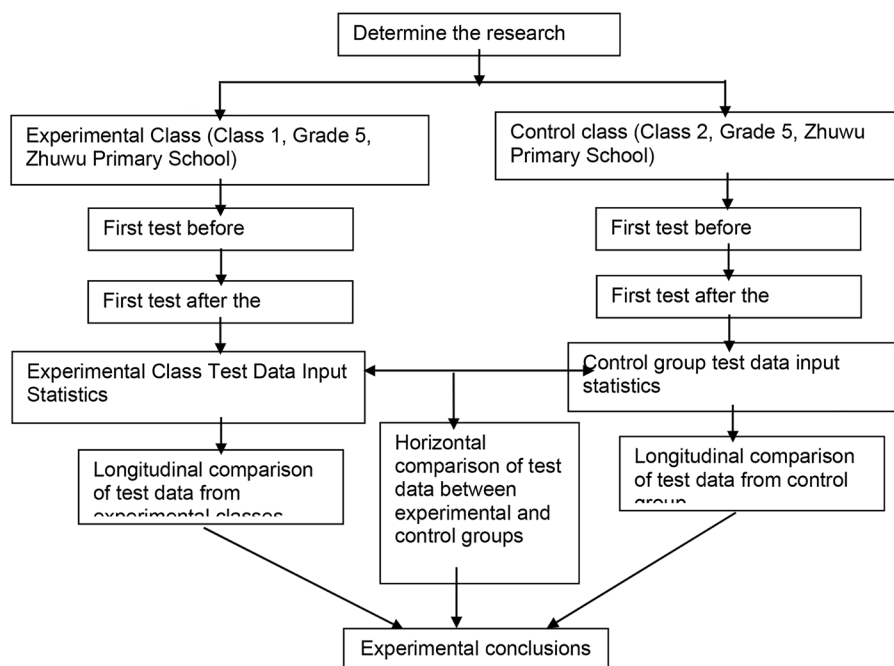 Determine the research
Experimental Class (Class 1, Grade 5,
Zhuwu Primary School)
Control class (Class 2, Grade 5, Zhuwu
Primary School)
First test before
First test before
First test after the
First test after the
Experimental Class Test Data Input
Statistics
Control group test data input
statistics
Longitudinal comparison
of test data from
experimental classes
Horizontal
comparison of test
data between
experimental and
control groups
Longitudinal comparison
of test data from control
group
Experimental conclusions